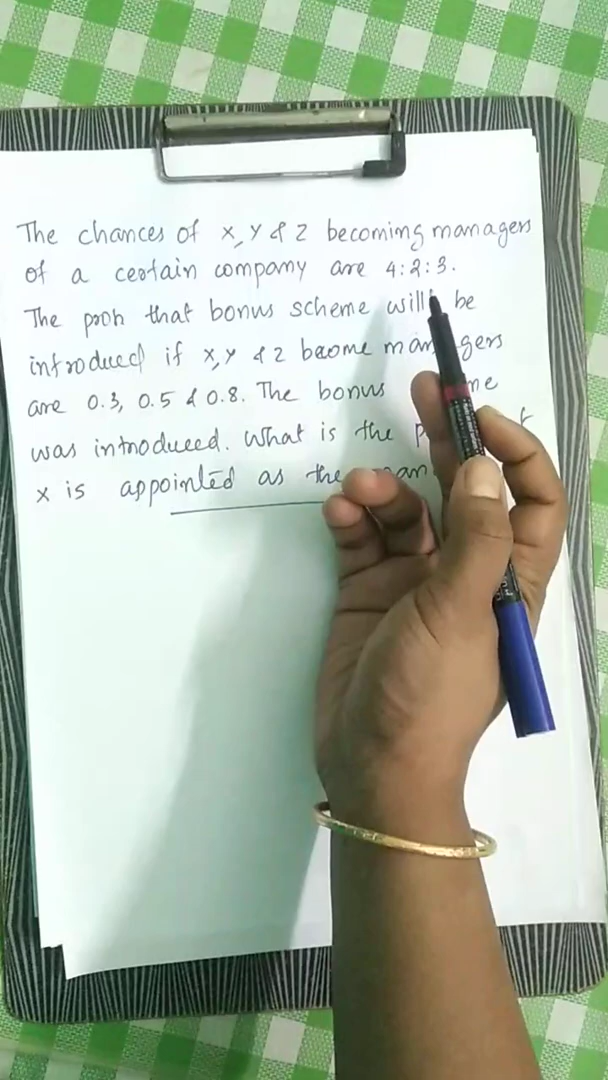 The chances of x, y & z becoming managers
of a certain company are 4:2:3.
The prob that bonus scheme will be
introduced if x, y & z become managers
are 0.3, 0.5 & 0.8. The bonus
was introduced. What is the
x is appointed as the